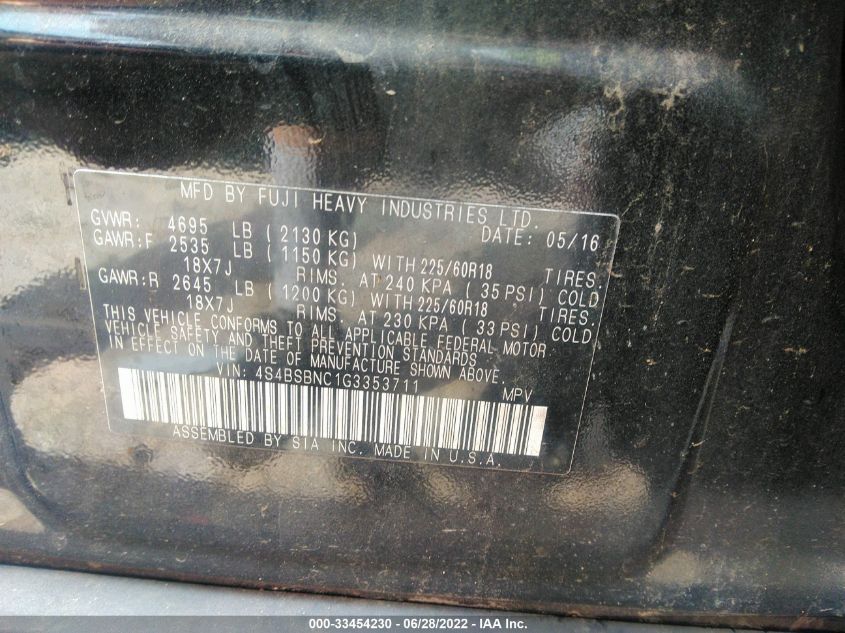 MFD BY FUJI HEAVY INDUSTRIES LTD.
GVWR: 4695 LB ( 2130 KG) DATE: 05/16
GAWR:F 2535 LB ( 1150 KG) WITH 225/60R18 TIRES.
18X7J RIMS. AT 240 KPA ( 35 PSI) COLD
GAWR:R 2645 LB ( 1200 KG) WITH 225/60R18 TIRES.
18X7J RIMS. AT 230 KPA ( 33 PSI) COLD
THIS VEHICLE CONFORMS TO ALL APPLICABLE FEDERAL MOTOR
VEHICLE SAFETY AND THEFT PREVENTION STANDARDS
IN EFFECT ON THE DATE OF MANUFACTURE SHOWN ABOVE.
VIN: 4S4BSBNC1G3353711 MPV
ASSEMBLED BY SIA INC. MADE IN U.S.A.
000-33454230 - 06/28/2022 - IAA Inc.